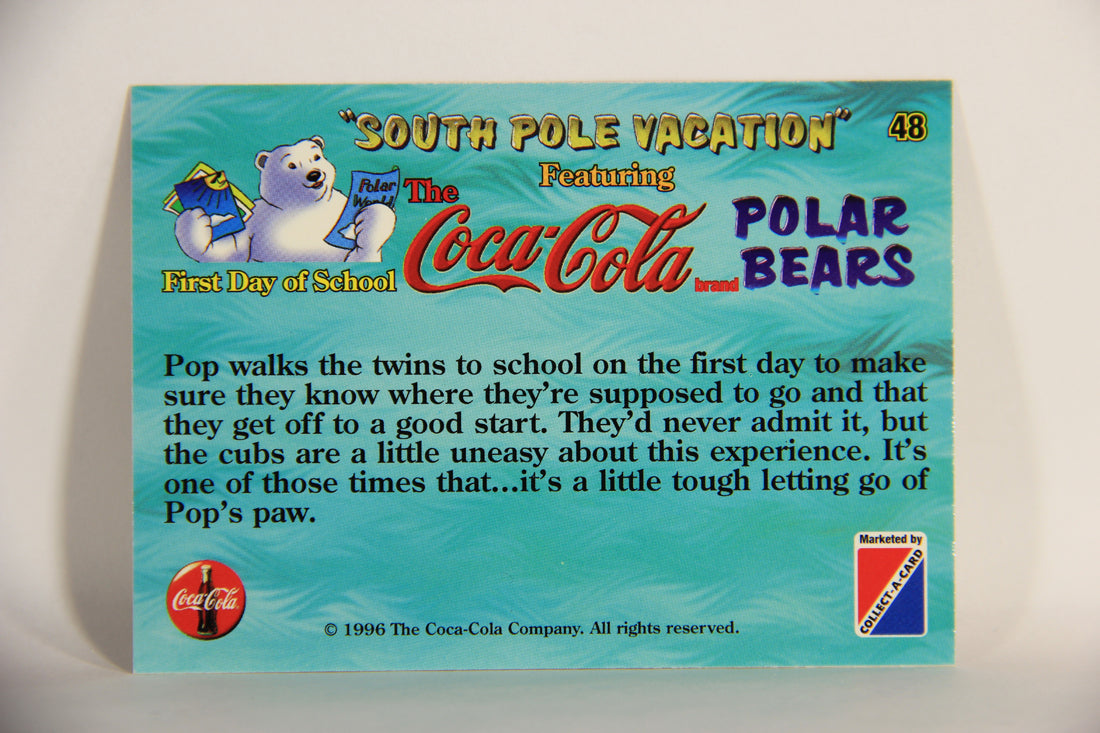 "SOUTH POLE VACATION"
48
Featuring
Polar
World
The
Coca-Cola
brand
POLAR
BEARS
First Day of School
Pop walks the twins to school on the first day to make
sure they know where they're supposed to go and that
they get off to a good start. They'd never admit it, but
the cubs are a little uneasy about this experience. It's
one of those times that...it's a little tough letting go of
Pop's paw.
Marketed by
COLLECT-A-CARD
Coca-Cola
© 1996 The Coca-Cola Company. All rights reserved.